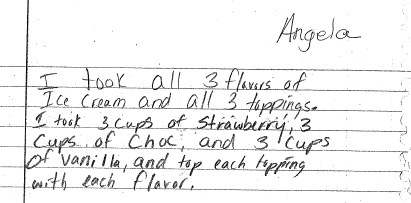 Angela
I took all 3 flavors of
Ice Cream and all 3 toppings.
I took 3 cups of Strawberry, 3
Cups of Choc, and 3 Cups
Of Vanilla, and top each topping
with each flavor.